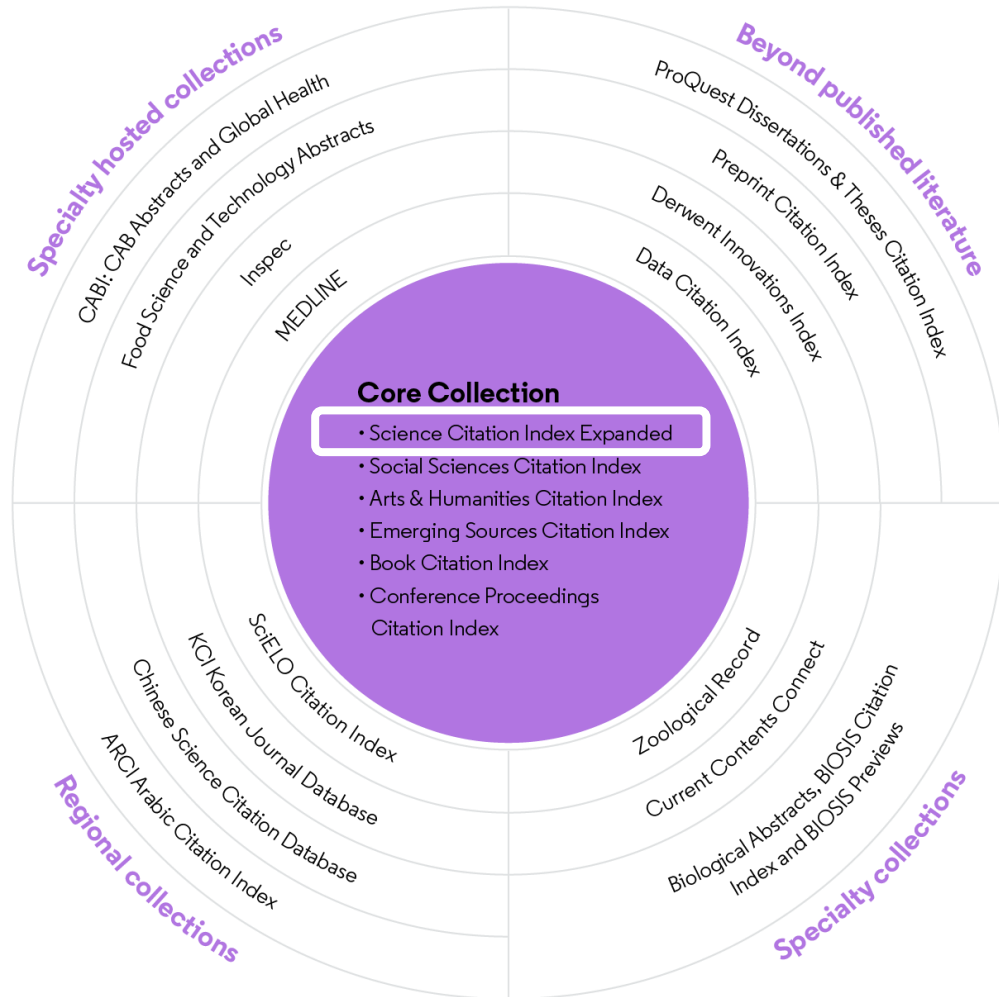 Specialty hosted collections
CABI: CAB Abstracts and Global Health
Food Science and Technology Abstracts
Inspec
MEDLINE
Beyond published literature
ProQuest Dissertations & Theses Citation Index
Preprint Citation Index
Derwent Innovations Index
Data Citation Index
Core Collection
• Science Citation Index Expanded
• Social Sciences Citation Index
• Arts & Humanities Citation Index
• Emerging Sources Citation Index
• Book Citation Index
• Conference Proceedings
Citation Index
SciELO Citation Index
KCI Korean Journal Database
Chinese Science Citation Database
ARCI Arabic Citation Index
Regional collections
Zoological Record
Current Contents Connect
Biological Abstracts, BIOSIS Citation
Index and BIOSIS Previews
Specialty collections